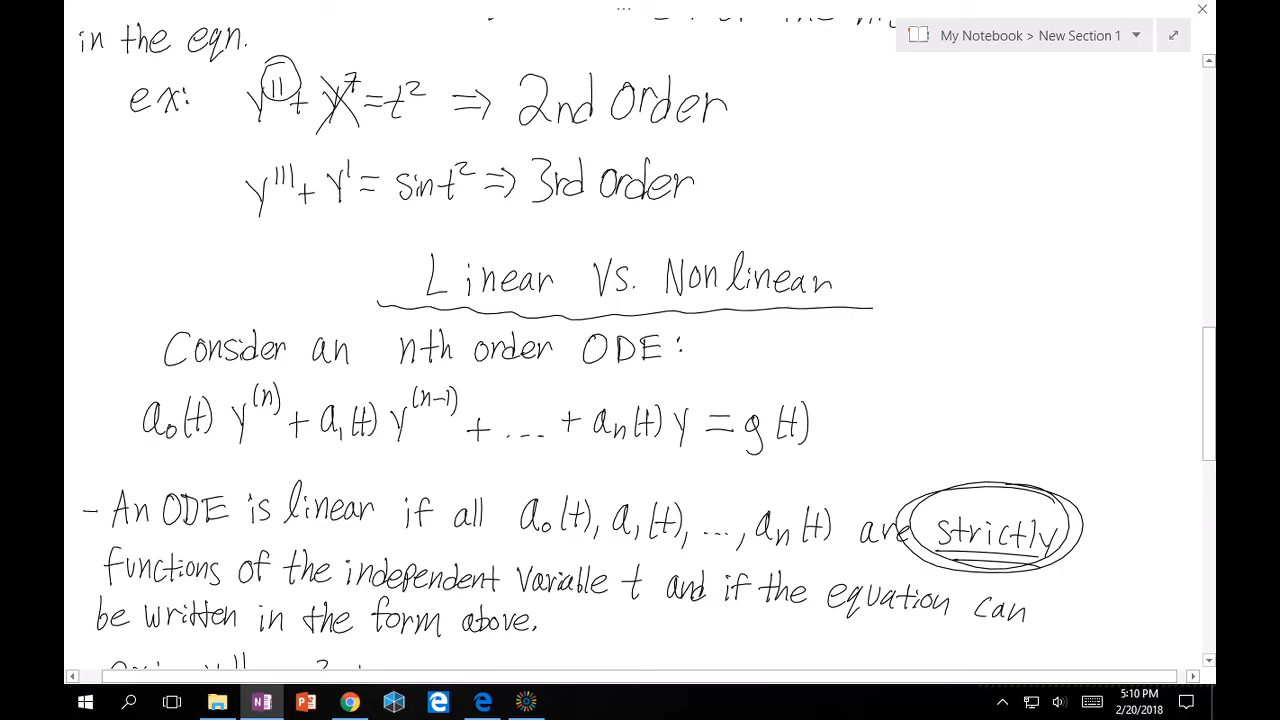 My Notebook > New Section 1
in the eqn.
ex: y'' + y⁷ = t² ⇒ 2nd order
y''' + y' = sin t² ⇒ 3rd order
Linear Vs. Nonlinear
Consider an nth order ODE:
a₀(t) y⁽ⁿ⁾ + a₁(t) y⁽ⁿ⁻¹⁾ + ... + aₙ(t) y = g(t)
- An ODE is linear if all a₀(t), a₁(t), ..., aₙ(t) are strictly
functions of the independent variable t and if the equation can
be written in the form above.
5:10 PM
2/20/2018